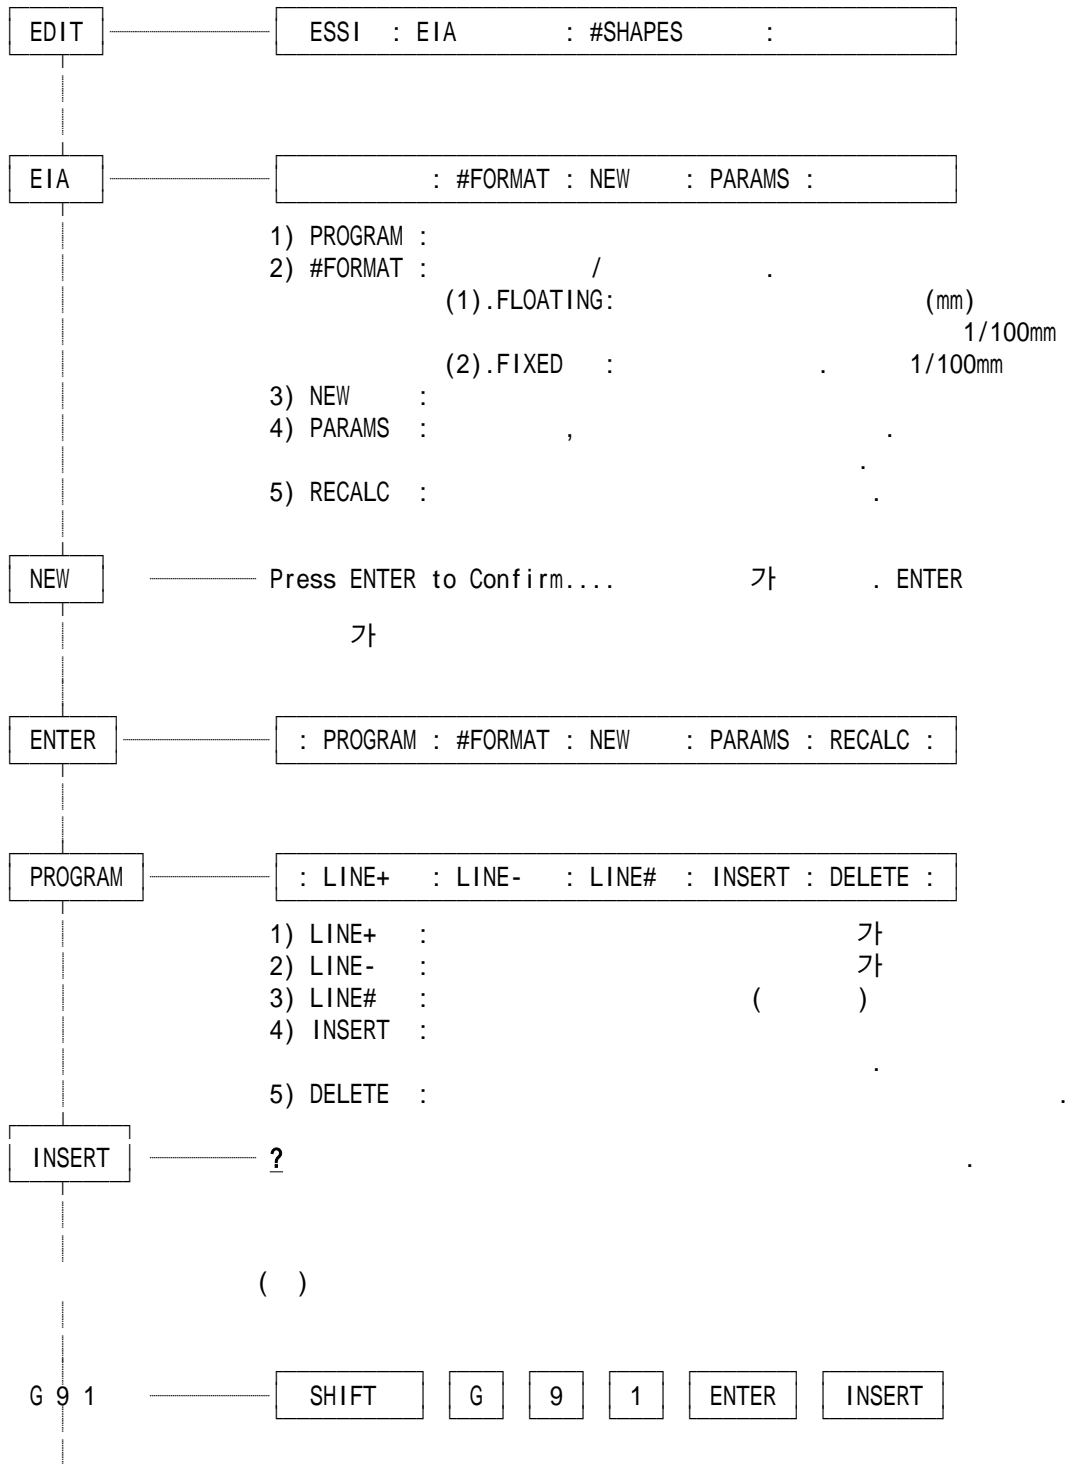 EDIT ESSI : EIA : #SHAPES :
EIA : #FORMAT : NEW : PARAMS :
1) PROGRAM :
2) #FORMAT : / .
(1).FLOATING: (mm)
1/100mm
(2).FIXED : . 1/100mm
3) NEW :
4) PARAMS : , .
.
5) RECALC : .
NEW Press ENTER to Confirm.... 가 . ENTER
가
ENTER : PROGRAM : #FORMAT : NEW : PARAMS : RECALC :
PROGRAM : LINE+ : LINE- : LINE# : INSERT : DELETE :
1) LINE+ : 가
2) LINE- : 가
3) LINE# : ( )
4) INSERT :
.
5) DELETE : .
INSERT ? .
( )
G 9 1 SHIFT G 9 1 ENTER INSERT